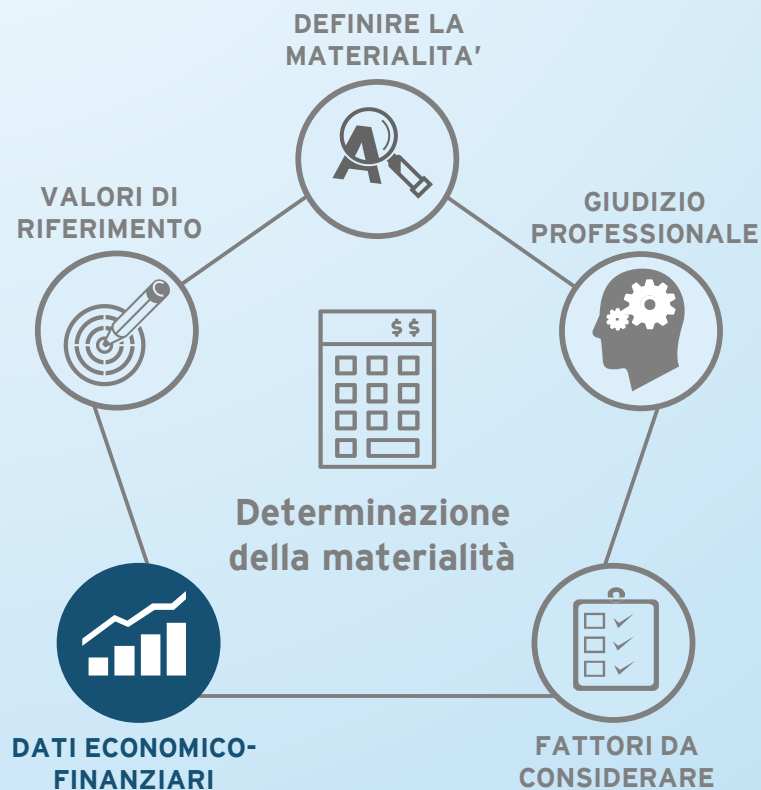 DEFINIRE LA
MATERIALITA’
VALORI DI
RIFERIMENTO
GIUDIZIO
PROFESSIONALE
A
$ $
Determinazione
della materialità
DATI ECONOMICO-
FINANZIARI
FATTORI DA
CONSIDERARE